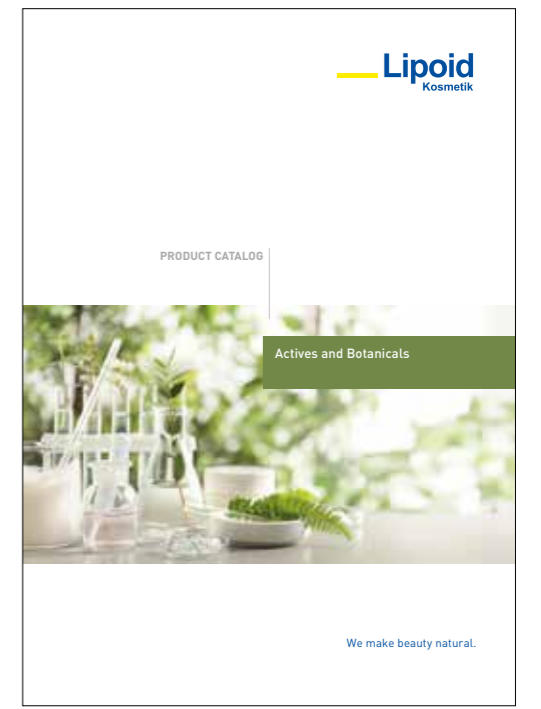 Lipoid
Kosmetik
PRODUCT CATALOG
Actives and Botanicals
We make beauty natural.